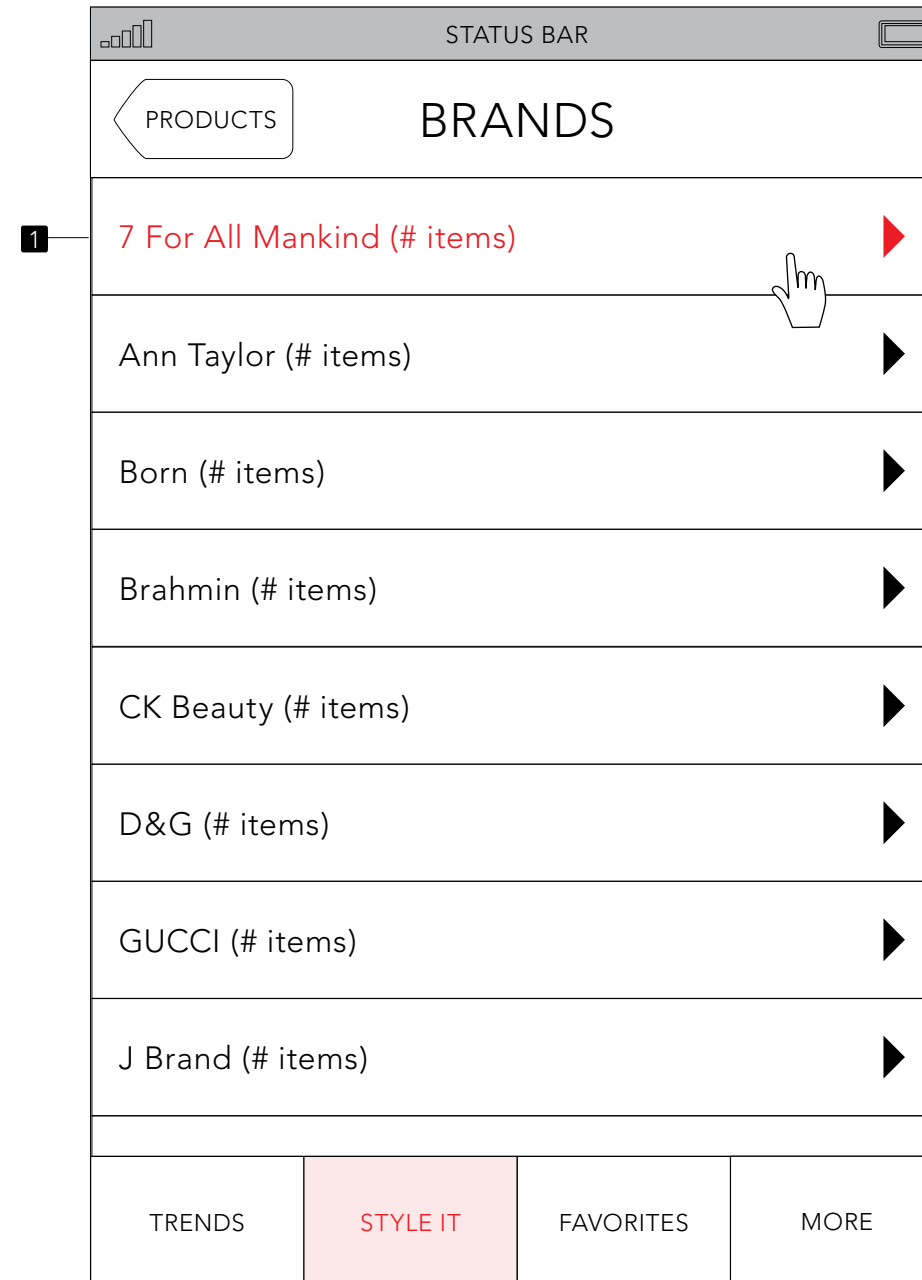 STATUS BAR
PRODUCTS
BRANDS
1
7 For All Mankind (# items)
Ann Taylor (# items)
Born (# items)
Brahmin (# items)
CK Beauty (# items)
D&G (# items)
GUCCI (# items)
J Brand (# items)
TRENDS
STYLE IT
FAVORITES
MORE